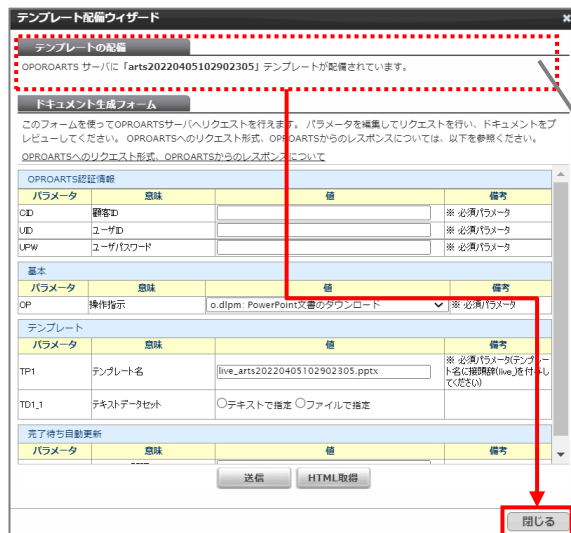 テンプレート配備ウィザード
テンプレートの配備
OPOROARTS サーバに「arts20220405102902305」テンプレートが配備されています。
ドキュメント生成フォーム
このフォームを使ってOPROARTSサーバへリクエストを行えます。 パラメータを編集してリクエストを行い、ドキュメントをプ
レビューしてください。 OPROARTSへのリクエスト形式、OPROARTSからのレスポンスについては、以下を参照ください。
OPROARTSへのリクエスト形式、OPROARTSからのレスポンスについて
OPROARTS認証情報
パラメータ 意味 値 備考
CID 顧客ID ※ 必須パラメータ
UID ユーザID ※ 必須パラメータ
UPW ユーザパスワード ※ 必須パラメータ
基本
パラメータ 意味 値 備考
OP 操作指示 o.dlpm: PowerPoint文書のダウンロード ※ 必須パラメータ
テンプレート
パラメータ 意味 値 備考
TP1 テンプレート名 live_arts20220405102902305.pptx ※ 必須パラメータ(テンプレー
ト名に接頭辞(live_)を付与し
てください)
TD1_1 テキストデータセット テキストで指定 ファイルで指定
完了待ち自動更新
パラメータ 意味 値 備考
送信 HTML取得
閉じる